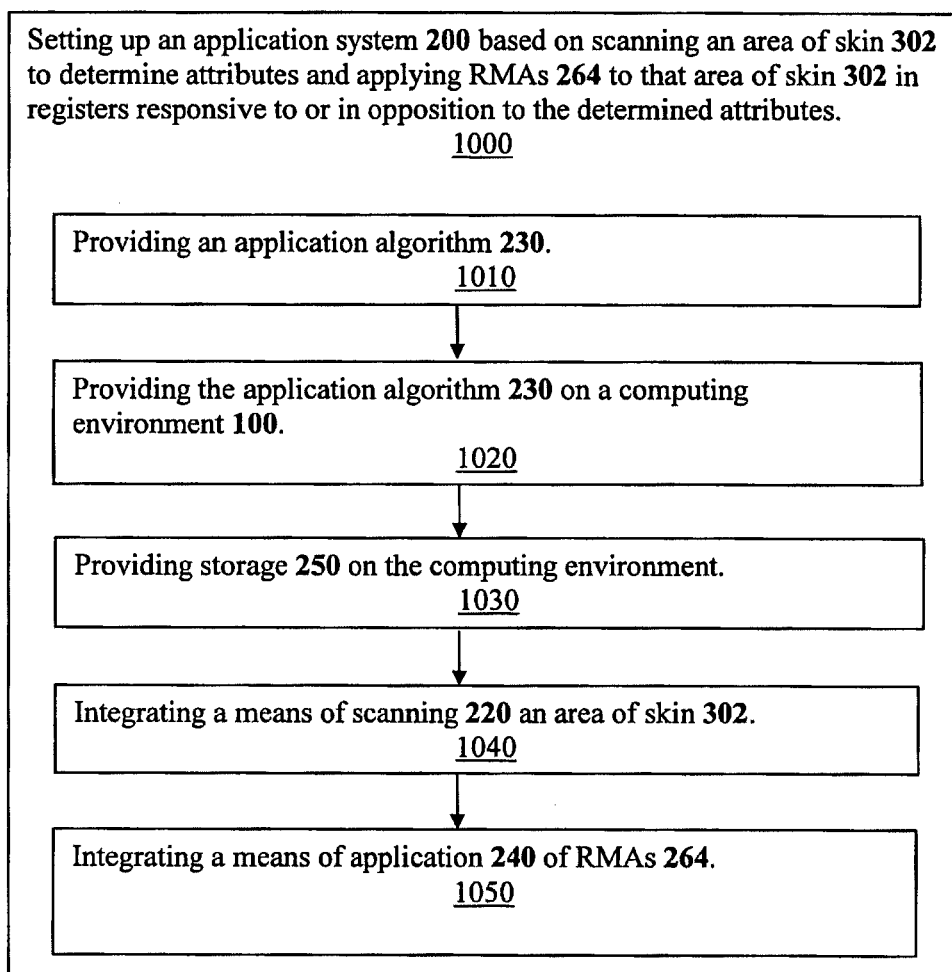 Setting up an application system 200 based on scanning an area of skin 302
to determine attributes and applying RMAs 264 to that area of skin 302 in
registers responsive to or in opposition to the determined attributes.
1000
Providing an application algorithm 230.
1010
Providing the application algorithm 230 on a computing
environment 100.
1020
Providing storage 250 on the computing environment.
1030
Integrating a means of scanning 220 an area of skin 302.
1040
Integrating a means of application 240 of RMAs 264.
1050